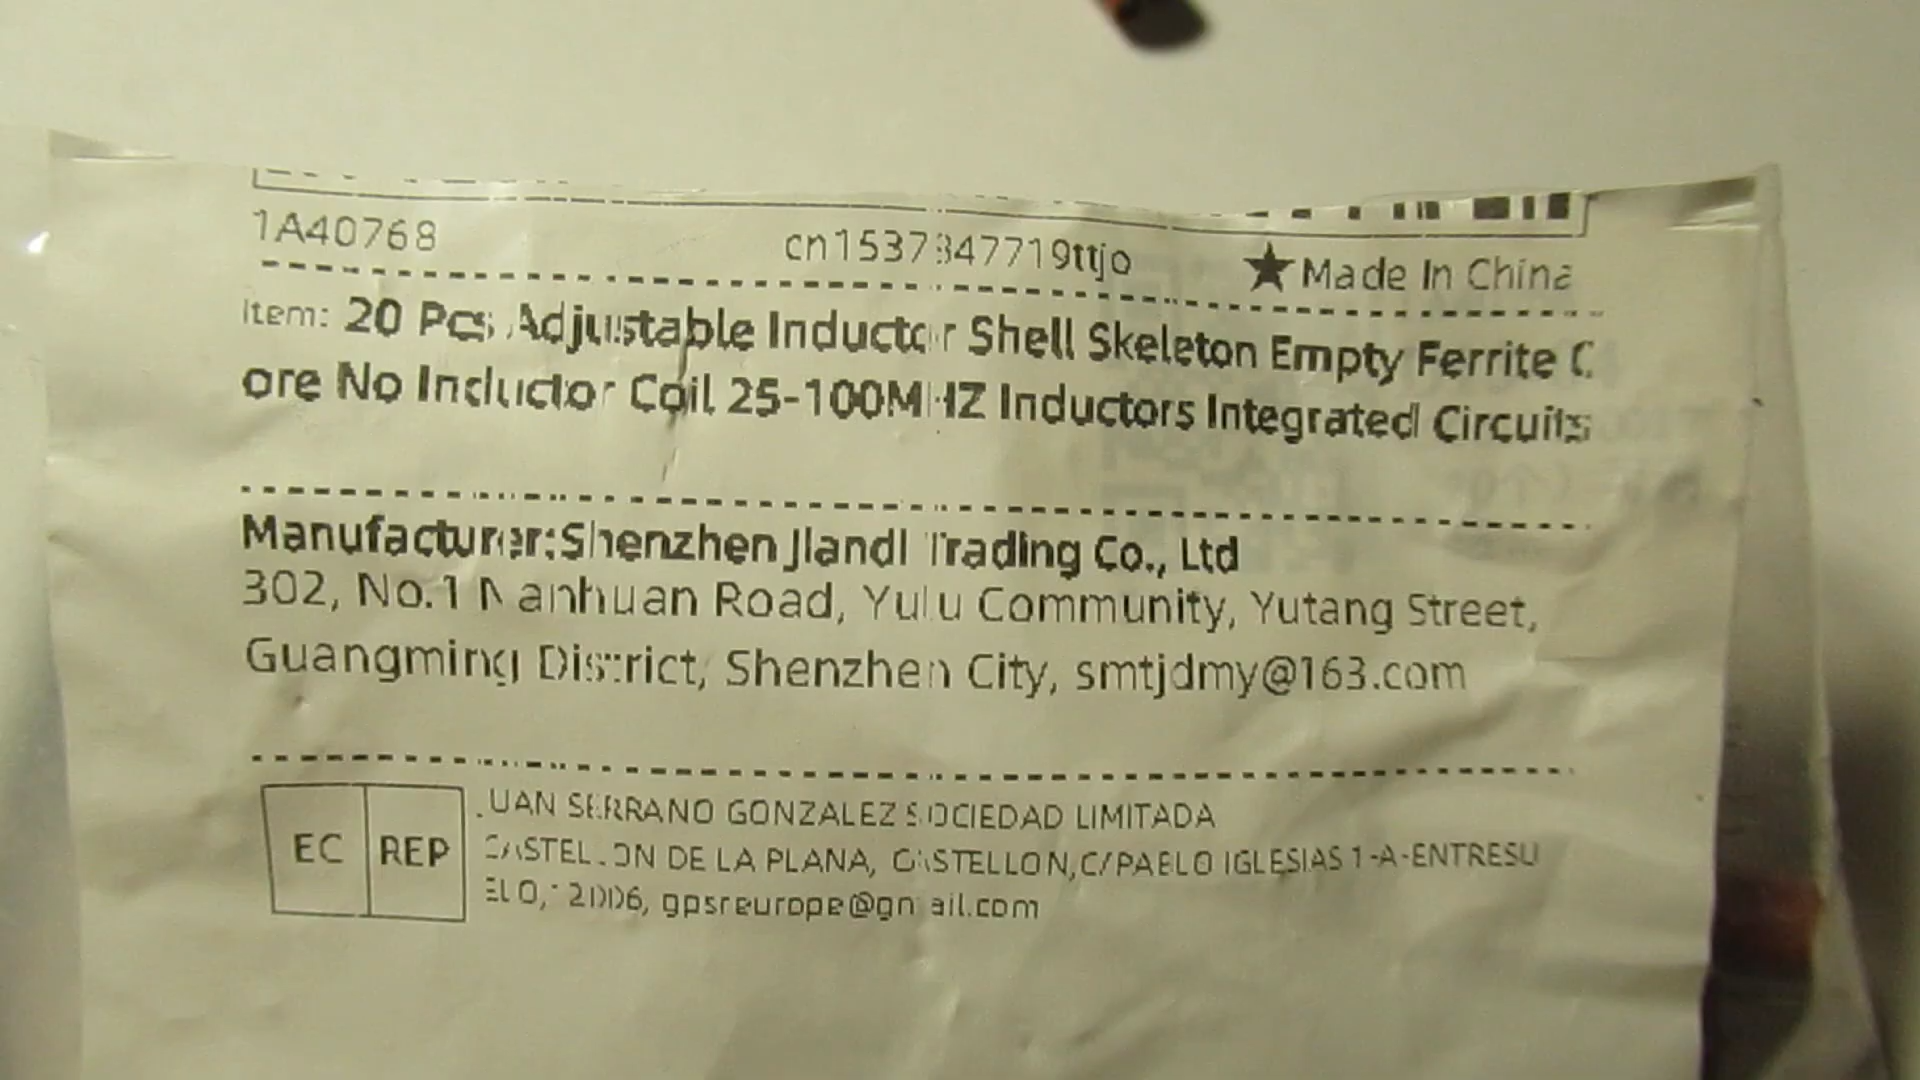 1A40768
cn1537847719ttjo
★Made In China
Item: 20 Pcs Adjustable Inductor Shell Skeleton Empty Ferrite C
ore No Inductor Coil 25-100MHZ Inductors Integrated Circuits
Manufacturer:Shenzhen Jiandi Trading Co., Ltd
302, No.1 Nanhuan Road, Yulu Community, Yutang Street,
Guangming District, Shenzhen City, smtjdmy@163.com
EC REP
JUAN SERRANO GONZALEZ SOCIEDAD LIMITADA
CASTELLON DE LA PLANA, CASTELLON,C/PABLO IGLESIAS 1-A-ENTRESU
ELO, 12006, gpsreurope@gmail.com